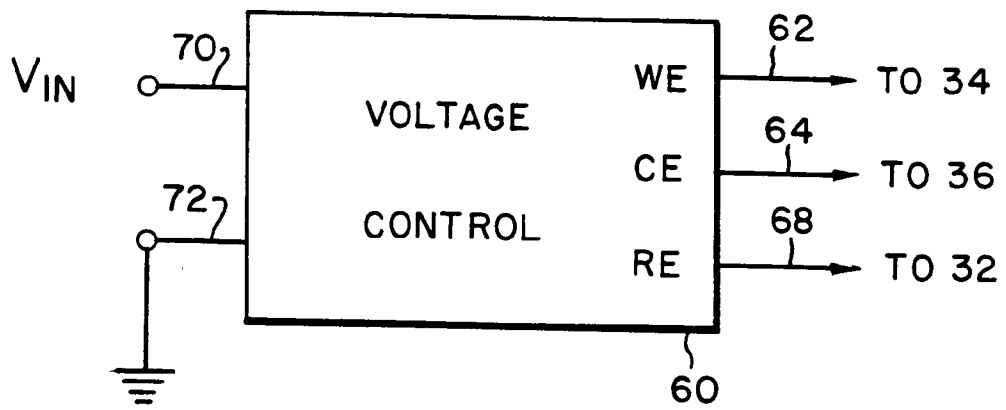 70
V_IN
62
WE
TO 34
VOLTAGE
64
CE
TO 36
72
CONTROL
68
RE
TO 32
60